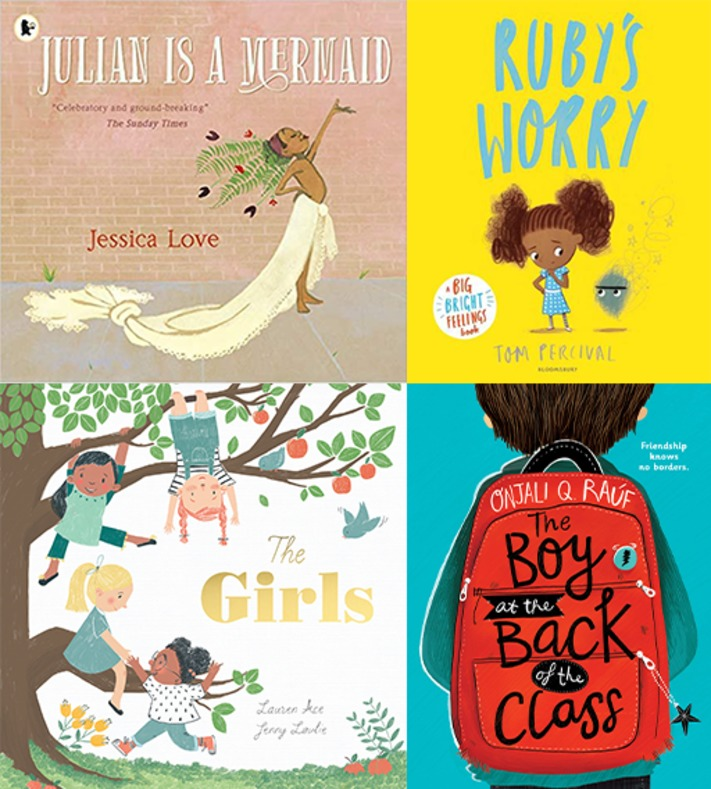 JULIAN IS A MERMAID
"Celebratory and ground-breaking"
The Sunday Times
Jessica Love
RUBY'S
WORRY
A BIG
BRIGHT
FEELINGS
book
TOM PERCIVAL
BLOOMSBURY
The
Girls
Lauren Ace
Jenny Løvlie
Friendship
knows
no borders.
ONJALI Q. RAÚF
The
Boy
at the
Back
of the
Class